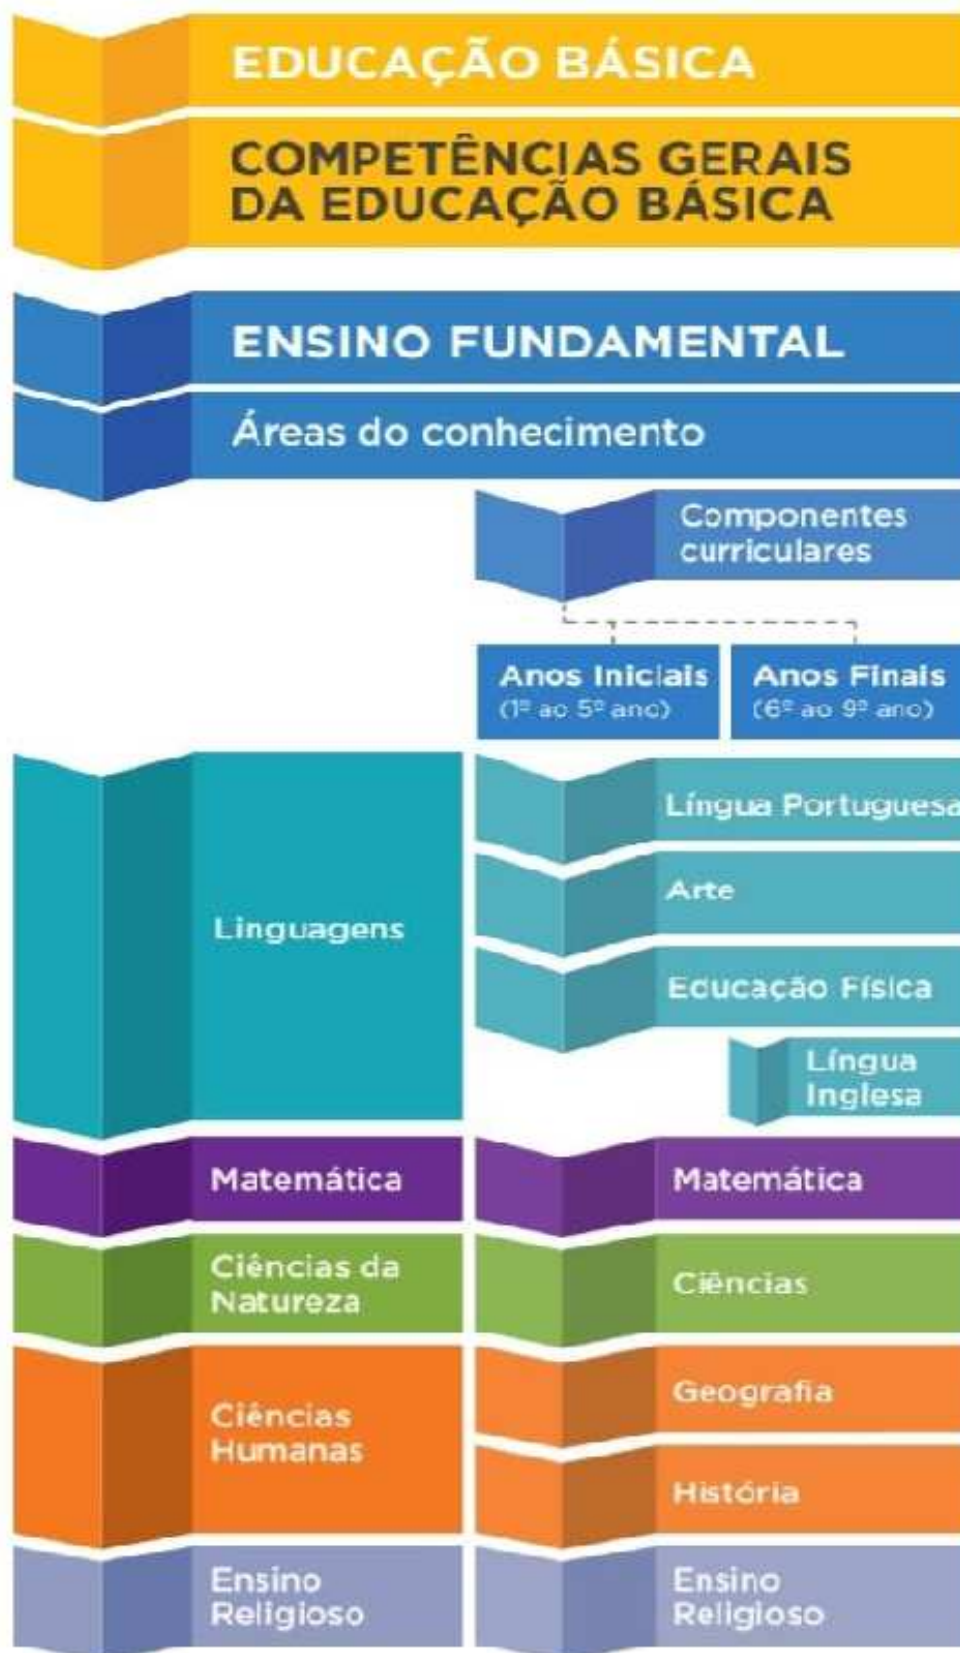 EDUCAÇÃO BÁSICA
COMPETÊNCIAS GERAIS
DA EDUCAÇÃO BÁSICA
ENSINO FUNDAMENTAL
Áreas do conhecimento
Componentes
curriculares
Anos Iniciais
(1º ao 5º ano)
Anos Finais
(6º ao 9º ano)
Linguagens
Língua Portuguesa
Arte
Educação Física
Língua
Inglesa
Matemática
Matemática
Ciências da
Natureza
Ciências
Ciências
Humanas
Geografia
História
Ensino
Religioso
Ensino
Religioso